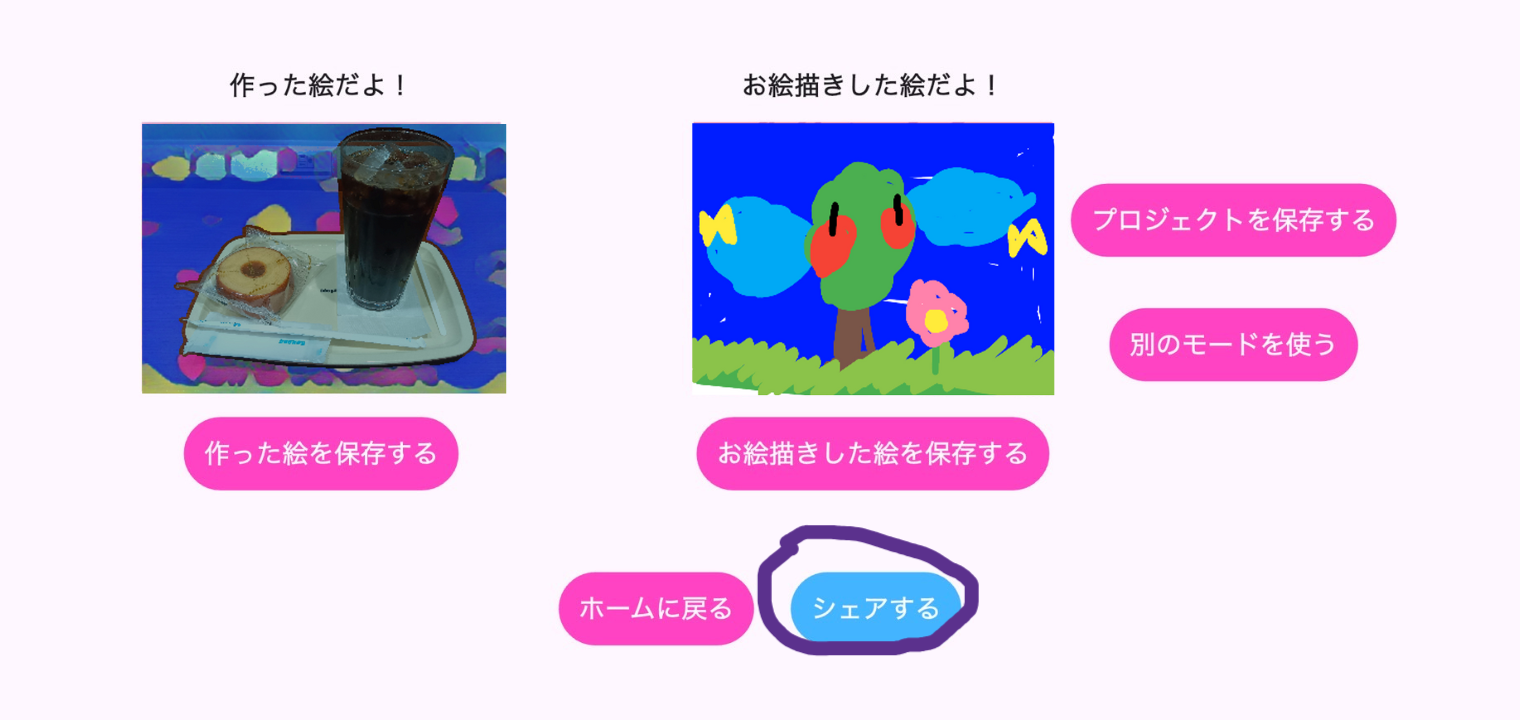 作った絵だよ！
お絵描きした絵だよ！
プロジェクトを保存する
別のモードを使う
作った絵を保存する
お絵描きした絵を保存する
ホームに戻る
シェアする